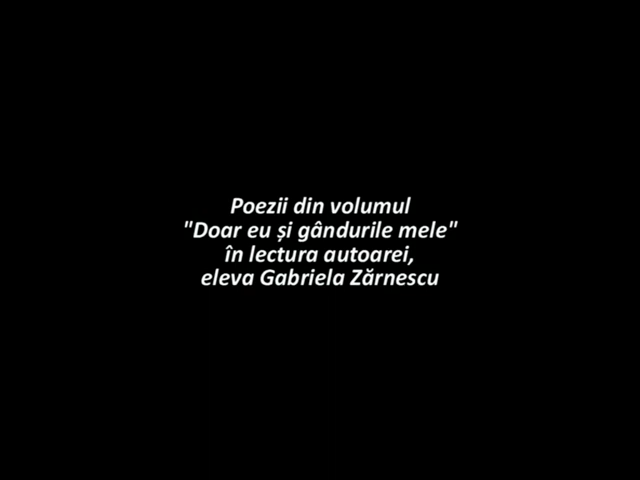 Poezii din volumul
"Doar eu și gândurile mele"
în lectura autoarei,
eleva Gabriela Zărnescu